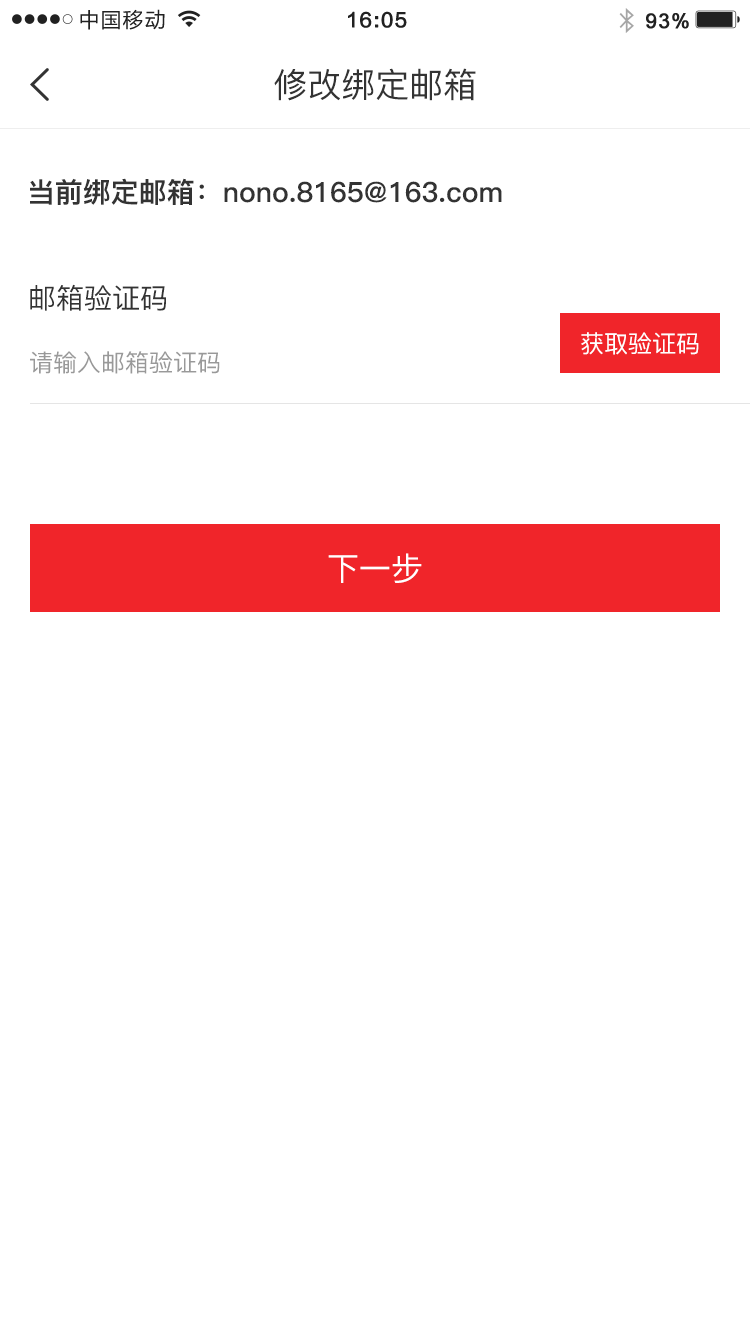 中国移动 16:05 93%
修改绑定邮箱
当前绑定邮箱：nono.8165@163.com
邮箱验证码
请输入邮箱验证码 获取验证码
下一步